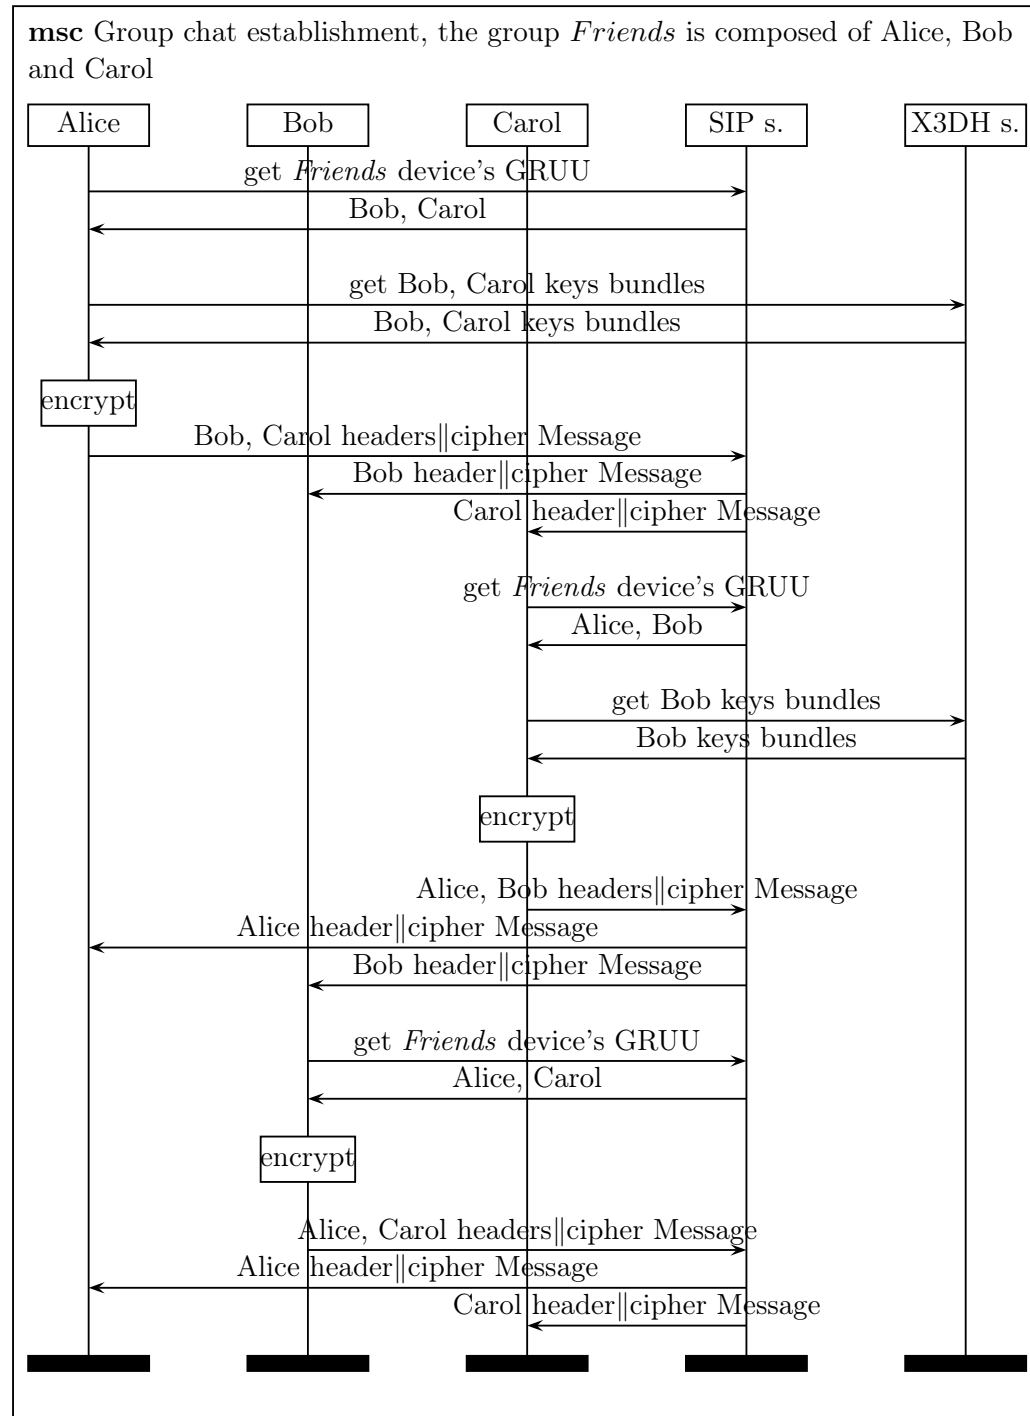 msc Group chat establishment, the group Friends is composed of Alice, Bob
and Carol
Alice
Bob
Carol
SIP s.
X3DH s.
get Friends device's GRUU
Bob, Carol
get Bob, Carol keys bundles
Bob, Carol keys bundles
encrypt
Bob, Carol headers||cipher Message
Bob header||cipher Message
Carol header||cipher Message
get Friends device's GRUU
Alice, Bob
get Bob keys bundles
Bob keys bundles
encrypt
Alice, Bob headers||cipher Message
Alice header||cipher Message
Bob header||cipher Message
get Friends device's GRUU
Alice, Carol
encrypt
Alice, Carol headers||cipher Message
Alice header||cipher Message
Carol header||cipher Message